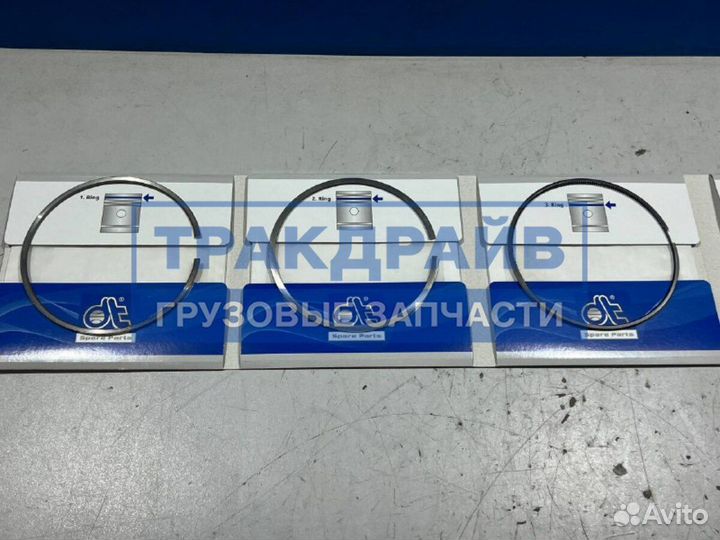 1. Ring
2. Ring
3. Ring
ТРАКДРАЙВ
ГРУЗОВЫЕ ЗАПЧАСТИ
dt®
Spare Parts
dt®
Spare Parts
dt®
Spare Parts
Avito